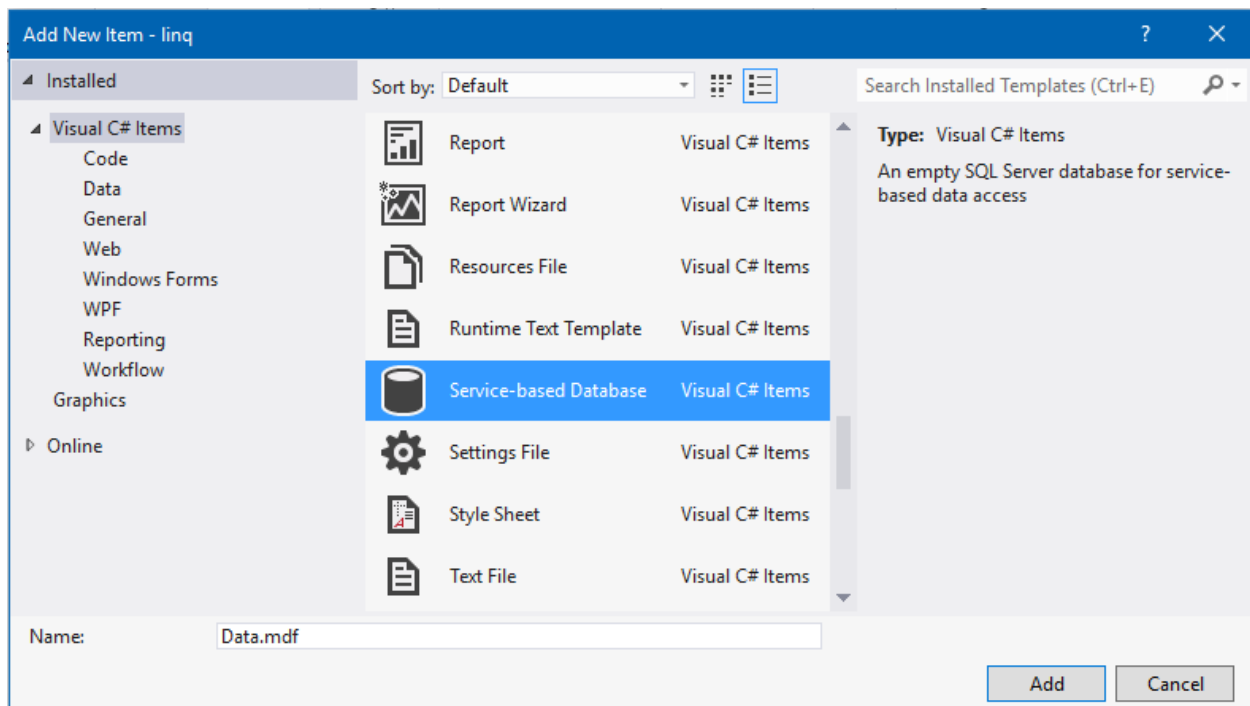 Add New Item - linq
?
Installed
Sort by: Default
Search Installed Templates (Ctrl+E)
Visual C# Items
Code
Data
General
Web
Windows Forms
WPF
Reporting
Workflow
Graphics
Online
Report Visual C# Items
Report Wizard Visual C# Items
Resources File Visual C# Items
Runtime Text Template Visual C# Items
Service-based Database Visual C# Items
Settings File Visual C# Items
Style Sheet Visual C# Items
Text File Visual C# Items
Type: Visual C# Items
An empty SQL Server database for service-
based data access
Name: Data.mdf
Add Cancel